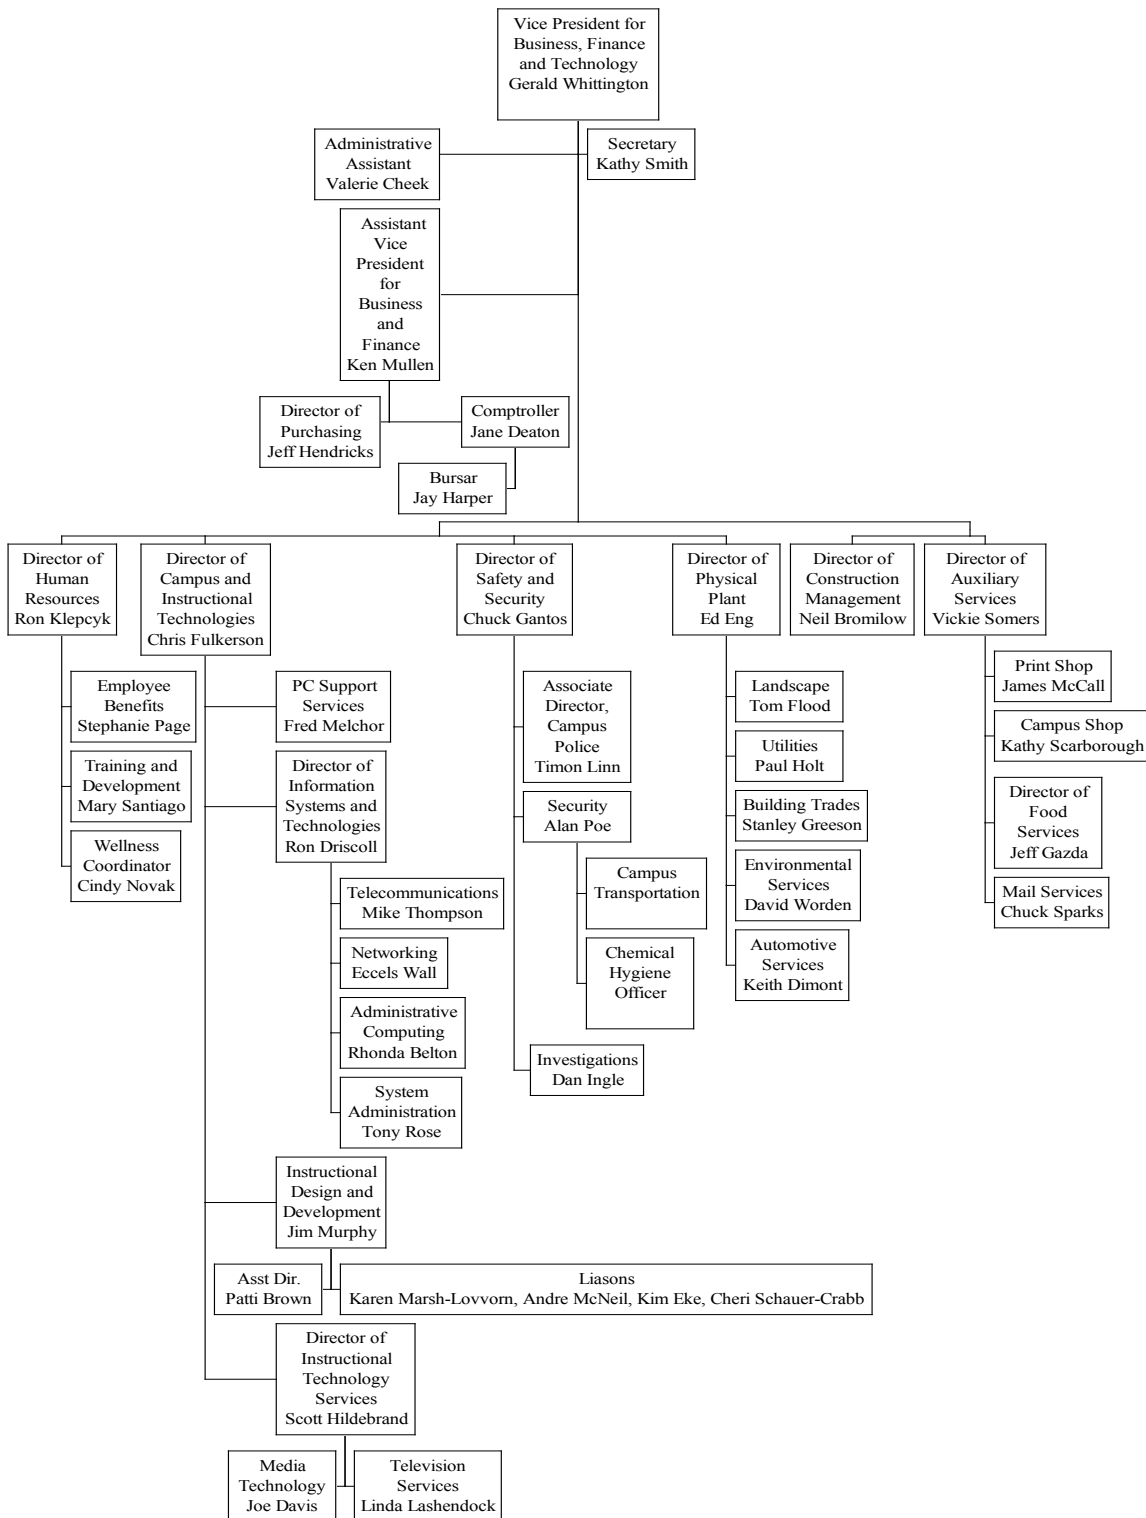 Vice President for
Business, Finance
and Technology
Gerald Whittington
Administrative
Assistant
Valerie Cheek
Secretary
Kathy Smith
Assistant
Vice
President
for
Business
and
Finance
Ken Mullen
Director of
Purchasing
Jeff Hendricks
Comptroller
Jane Deaton
Bursar
Jay Harper
Director of
Human
Resources
Ron Klepcyk
Director of
Campus and
Instructional
Technologies
Chris Fulkerson
Director of
Safety and
Security
Chuck Gantos
Director of
Physical
Plant
Ed Eng
Director of
Construction
Management
Neil Bromilow
Director of
Auxiliary
Services
Vickie Somers
Employee
Benefits
Stephanie Page
Training and
Development
Mary Santiago
Wellness
Coordinator
Cindy Novak
PC Support
Services
Fred Melchor
Director of
Information
Systems and
Technologies
Ron Driscoll
Telecommunications
Mike Thompson
Networking
Eccels Wall
Administrative
Computing
Rhonda Belton
System
Administration
Tony Rose
Instructional
Design and
Development
Jim Murphy
Asst Dir.
Patti Brown
Liasons
Karen Marsh-Lovvorn, Andre McNeil, Kim Eke, Cheri Schauer-Crabb
Director of
Instructional
Technology
Services
Scott Hildebrand
Media
Technology
Joe Davis
Television
Services
Linda Lashendock
Associate
Director,
Campus
Police
Timon Linn
Security
Alan Poe
Campus
Transportation
Chemical
Hygiene
Officer
Investigations
Dan Ingle
Landscape
Tom Flood
Utilities
Paul Holt
Building Trades
Stanley Greeson
Environmental
Services
David Worden
Automotive
Services
Keith Dimont
Print Shop
James McCall
Campus Shop
Kathy Scarborough
Director of
Food
Services
Jeff Gazda
Mail Services
Chuck Sparks